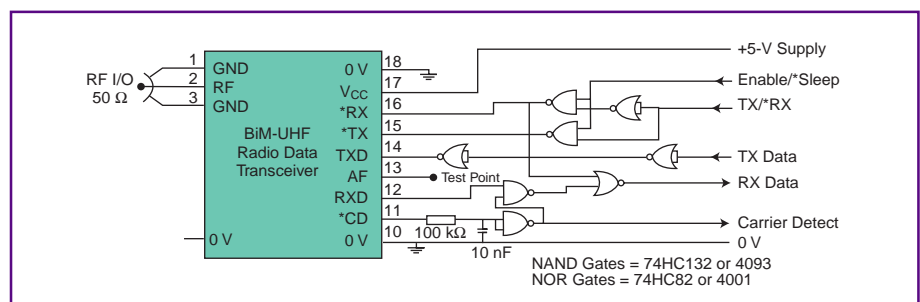 1
GND
RF I/O
2
RF
50 Ω
3
GND
BiM-UHF
Radio Data
Transceiver
0 V
0 V
18
VCC
17
*RX
16
*TX
15
TXD
14
AF
13
RXD
12
*CD
11
0 V
10
Test Point
100 kΩ
10 nF
+5-V Supply
Enable/*Sleep
TX/*RX
TX Data
RX Data
Carrier Detect
0 V
NAND Gates = 74HC132 or 4093
NOR Gates = 74HC82 or 4001